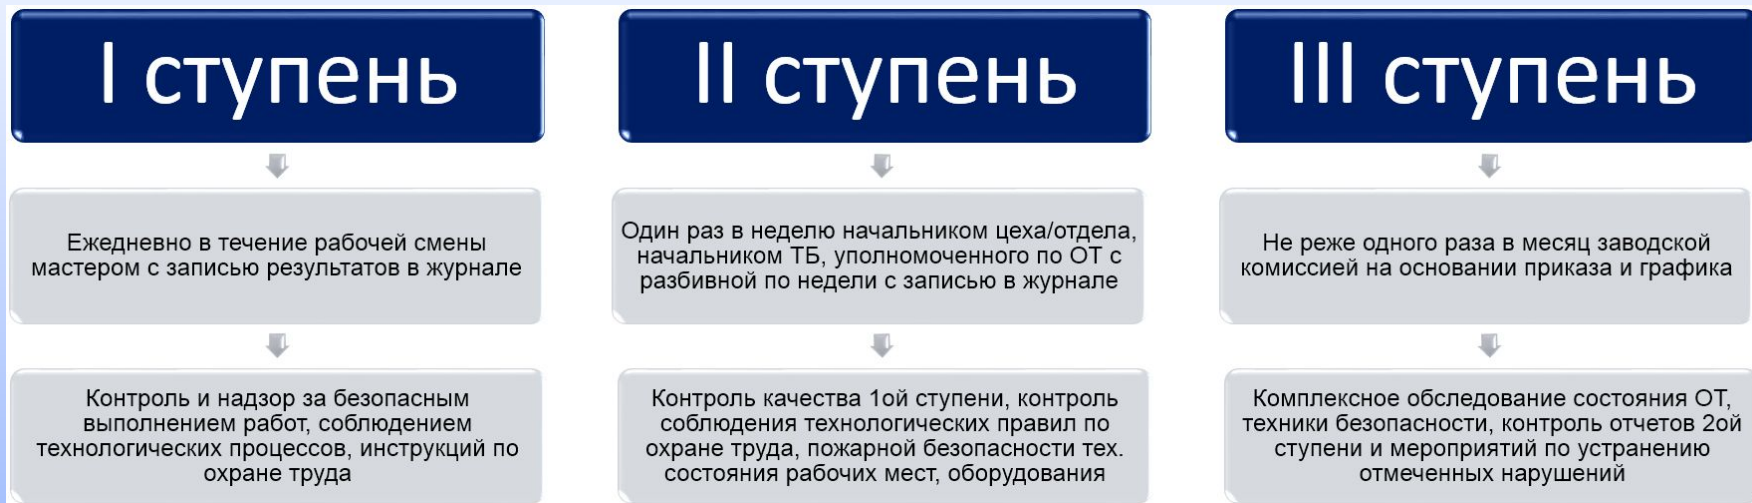 I ступень
Ежедневно в течение рабочей смены
мастером с записью результатов в журнале
Контроль и надзор за безопасным
выполнением работ, соблюдением
технологических процессов, инструкций по
охране труда
II ступень
Один раз в неделю начальником цеха/отдела,
начальником ТБ, уполномоченного по ОТ с
разбивной по недели с записью в журнале
Контроль качества 1ой ступени, контроль
соблюдения технологических правил по
охране труда, пожарной безопасности тех.
состояния рабочих мест, оборудования
III ступень
Не реже одного раза в месяц заводской
комиссией на основании приказа и графика
Комплексное обследование состояния ОТ,
техники безопасности, контроль отчетов 2ой
ступени и мероприятий по устранению
отмеченных нарушений